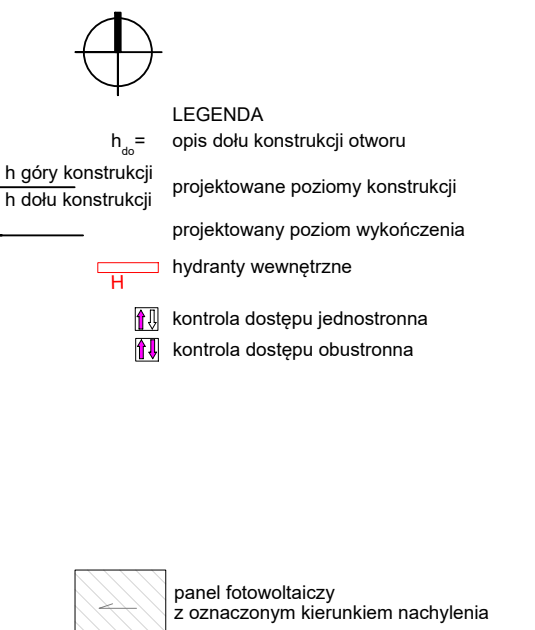 LEGENDA
h_do= opis dołu konstrukcji otworu
h góry konstrukcji
h dołu konstrukcji
projektowane poziomy konstrukcji
projektowany poziom wykończenia
hydranty wewnętrzne
H
kontrola dostępu jednostronna
kontrola dostępu obustronna
panel fotowoltaiczy
z oznaczonym kierunkiem nachylenia